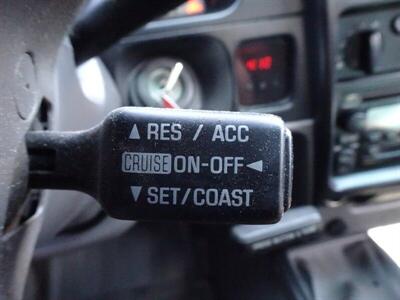 ▲ RES / ACC
CRUISE ON-OFF ◄
▼ SET/COAST